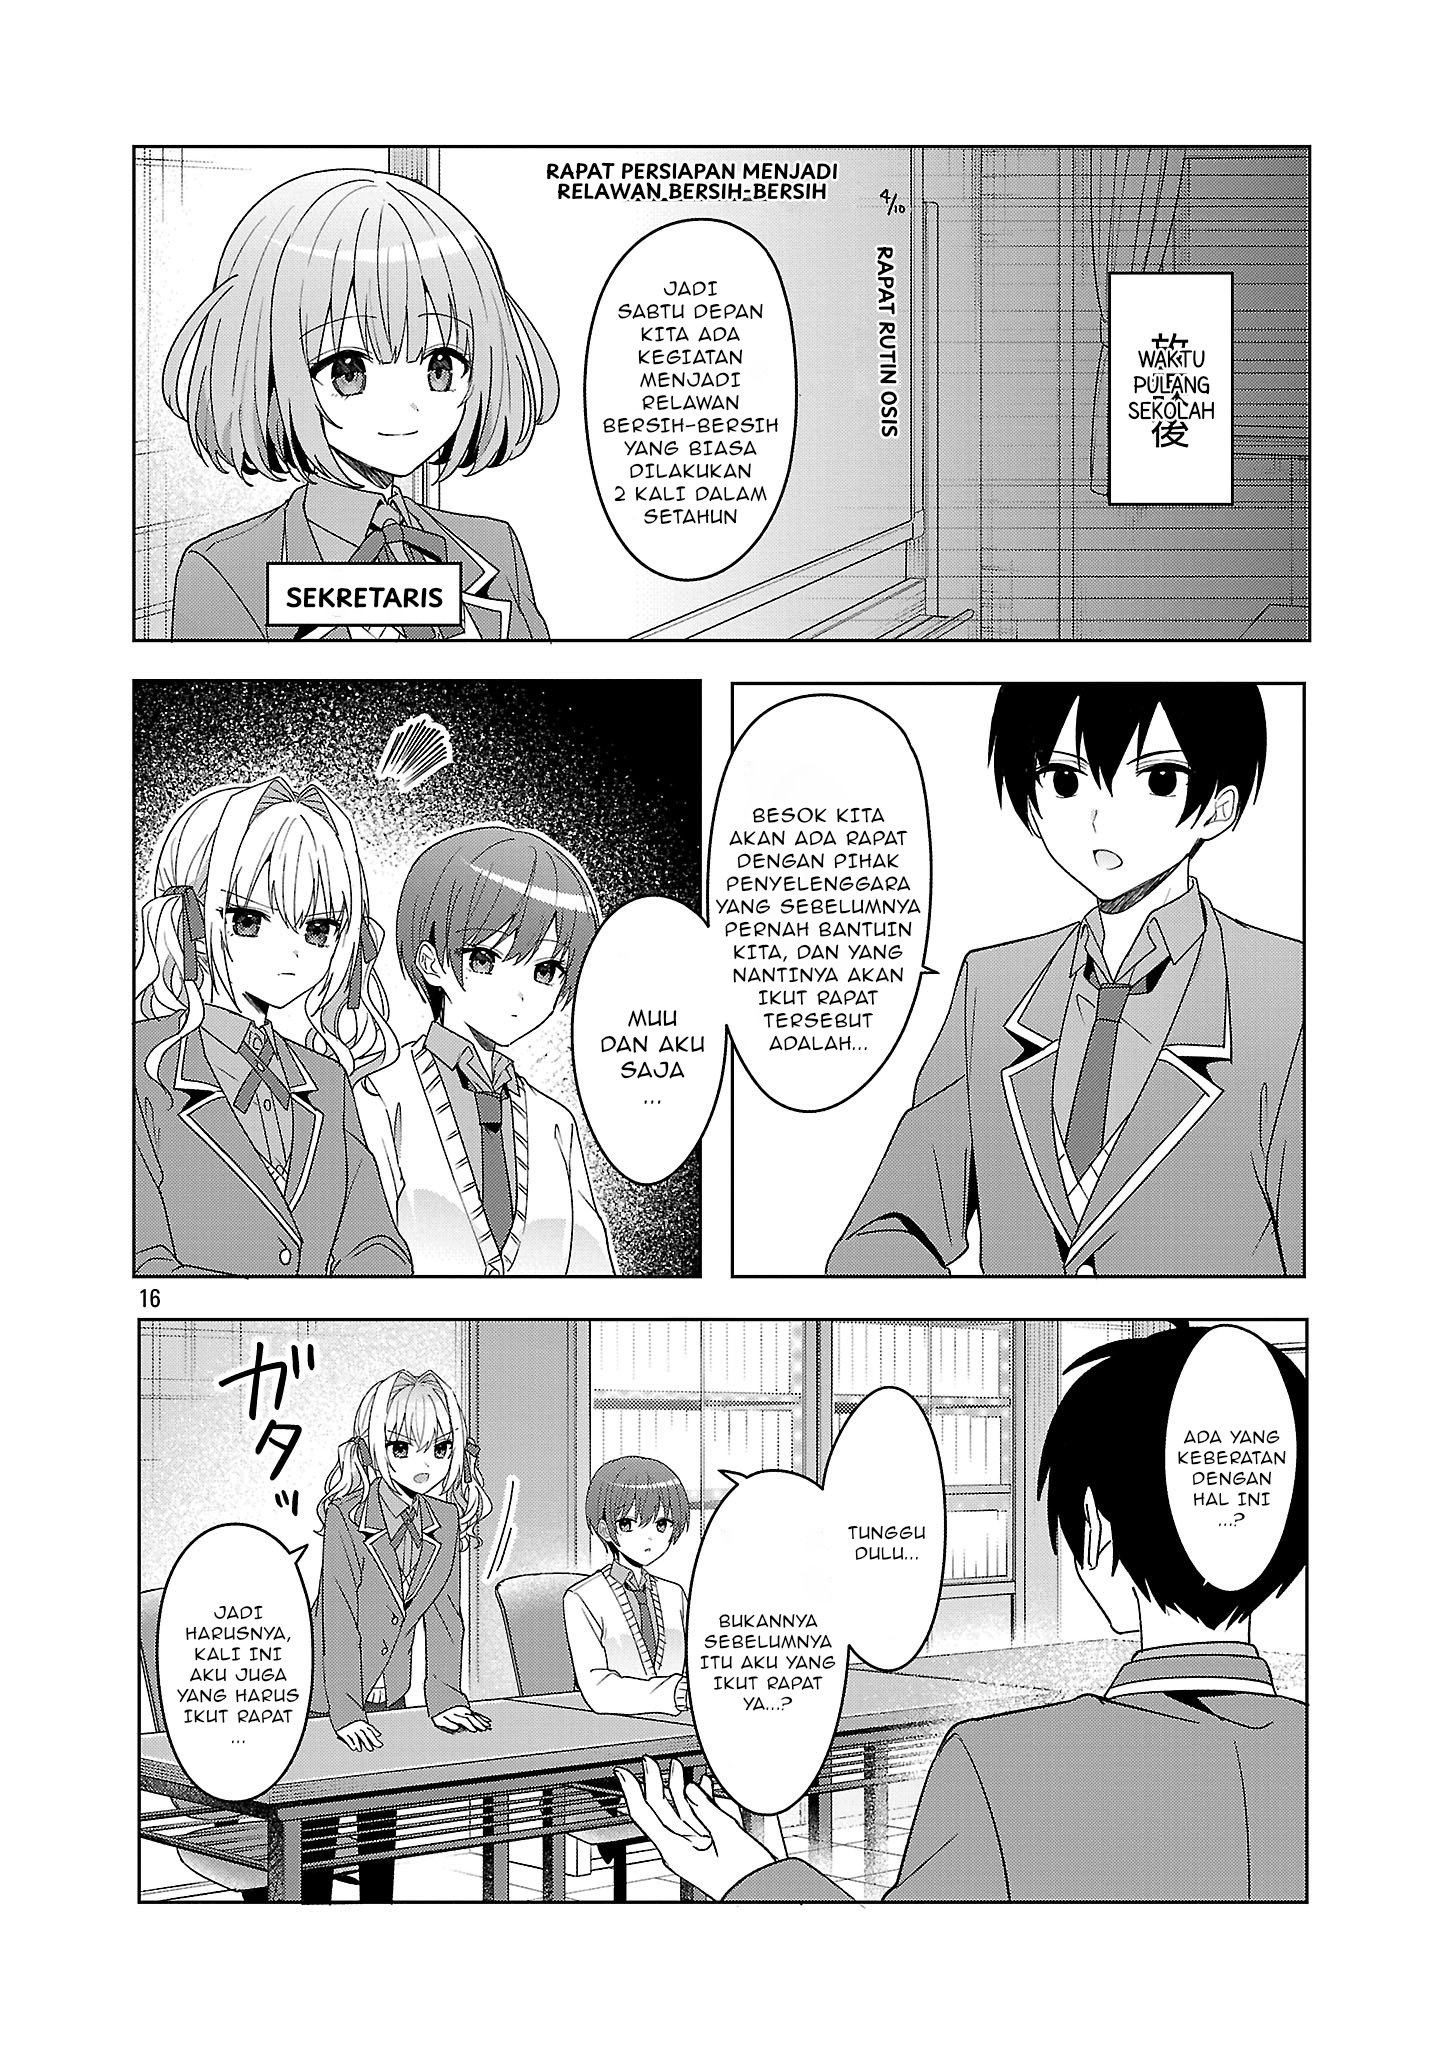 放
WAKTU
PULANG
SEKOLAH
後
4/10
RAPAT RUTIN OSIS
RAPAT PERSIAPAN MENJADI
RELAWAN BERSIH-BERSIH
JADI
SABTU DEPAN
KITA ADA
KEGIATAN
MENJADI
RELAWAN
BERSIH-BERSIH
YANG BIASA
DILAKUKAN
2 KALI DALAM
SETAHUN
SEKRETARIS
BESOK KITA
AKAN ADA RAPAT
DENGAN PIHAK
PENYELENGGARA
YANG SEBELUMNYA
PERNAH BANTUIN
KITA, DAN YANG
NANTINYA AKAN
IKUT RAPAT
TERSEBUT
ADALAH...
MUU
DAN AKU
SAJA
...
16
ADA YANG
KEBERATAN
DENGAN
HAL INI
...?
TUNGGU
DULU...
BUKANNYA
SEBELUMNYA
ITU AKU YANG
IKUT RAPAT
YA...?
ガタッ
JADI
HARUSNYA,
KALI INI
AKU JUGA
YANG HARUS
IKUT RAPAT
...